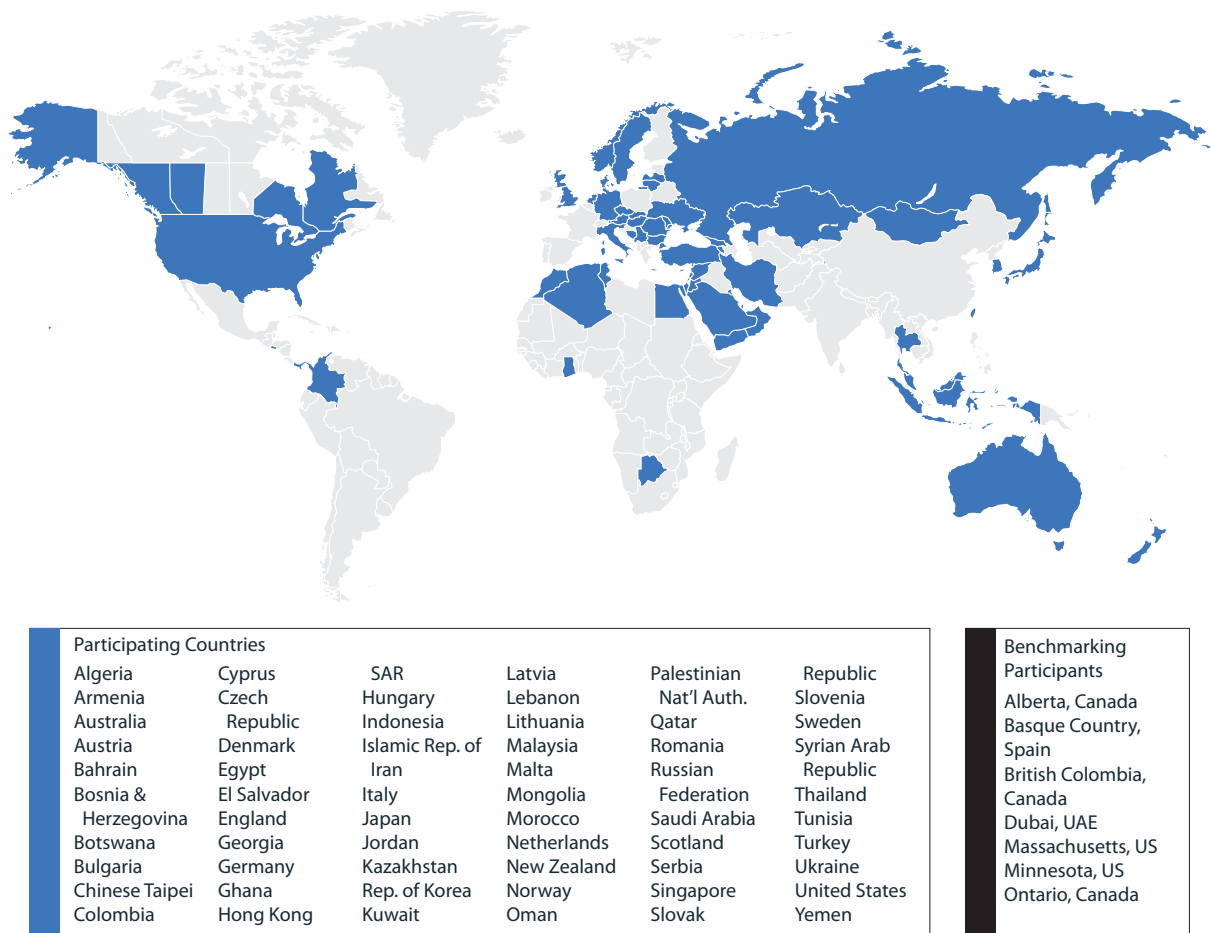 Participating Countries
Algeria
Armenia
Australia
Austria
Bahrain
Bosnia &
Herzegovina
Botswana
Bulgaria
Chinese Taipei
Colombia
Cyprus
Czech
Republic
Denmark
Egypt
El Salvador
England
Georgia
Germany
Ghana
Hong Kong
SAR
Hungary
Indonesia
Islamic Rep. of
Iran
Italy
Japan
Jordan
Kazakhstan
Rep. of Korea
Kuwait
Latvia
Lebanon
Lithuania
Malaysia
Malta
Mongolia
Morocco
Netherlands
New Zealand
Norway
Oman
Palestinian
Nat’l Auth.
Qatar
Romania
Russian
Federation
Saudi Arabia
Scotland
Serbia
Singapore
Slovak
Republic
Slovenia
Sweden
Syrian Arab
Republic
Thailand
Tunisia
Turkey
Ukraine
United States
Yemen
Benchmarking
Participants
Alberta, Canada
Basque Country,
Spain
British Colombia,
Canada
Dubai, UAE
Massachusetts, US
Minnesota, US
Ontario, Canada